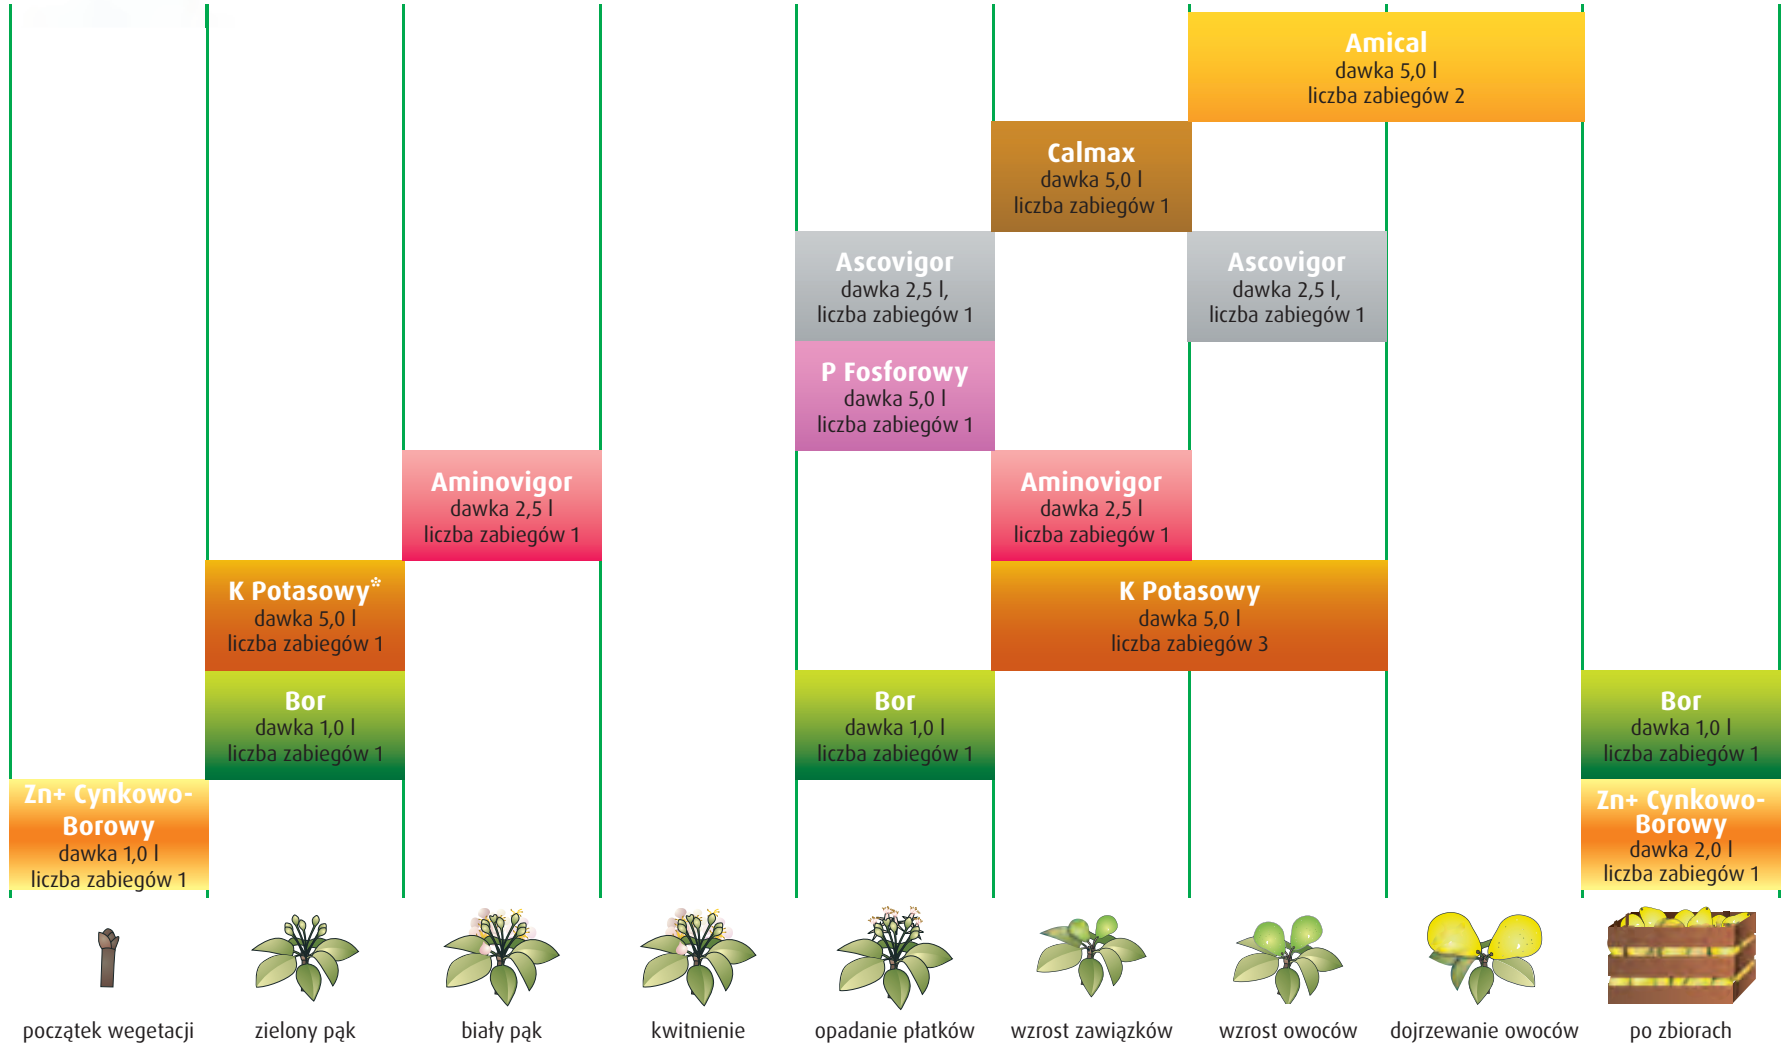 Amical
dawka 5,0 l
liczba zabiegów 2
Calmax
dawka 5,0 l
liczba zabiegów 1
Ascovigor
dawka 2,5 l,
liczba zabiegów 1
Ascovigor
dawka 2,5 l,
liczba zabiegów 1
P Fosforowy
dawka 5,0 l
liczba zabiegów 1
Aminovigor
dawka 2,5 l
liczba zabiegów 1
Aminovigor
dawka 2,5 l
liczba zabiegów 1
K Potasowy*
dawka 5,0 l
liczba zabiegów 1
K Potasowy
dawka 5,0 l
liczba zabiegów 3
Bor
dawka 1,0 l
liczba zabiegów 1
Bor
dawka 1,0 l
liczba zabiegów 1
Bor
dawka 1,0 l
liczba zabiegów 1
Zn+ Cynkowo-
Borowy
dawka 1,0 l
liczba zabiegów 1
Zn+ Cynkowo-
Borowy
dawka 2,0 l
liczba zabiegów 1
początek wegetacji
zielony pąk
biały pąk
kwitnienie
opadanie płatków
wzrost zawiązków
wzrost owoców
dojrzewanie owoców
po zbiorach